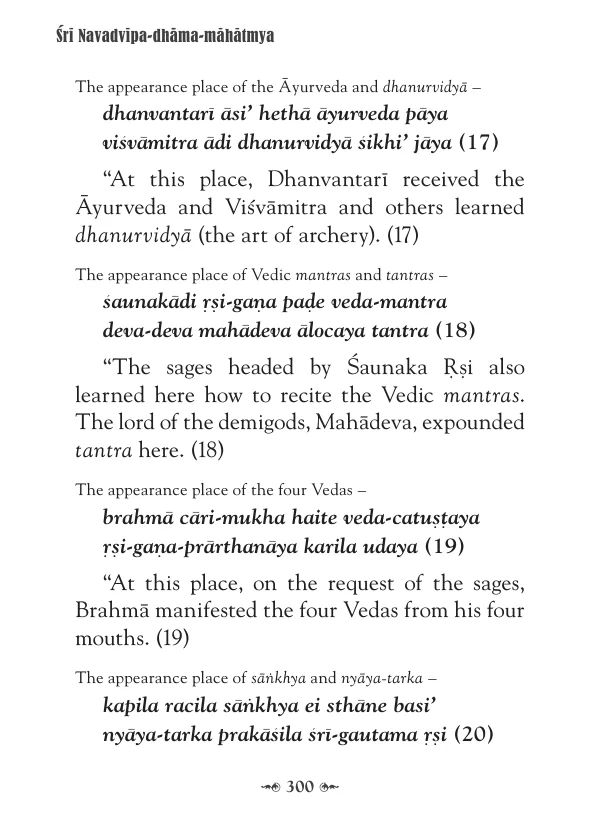 Śrī Navadvīpa-dhāma-māhātmya
The appearance place of the Āyurveda and dhanurvidyā –
dhanvantarī āsi’ hethā āyurveda pāya
viśvāmitra ādi dhanurvidyā śikhi’ jāya (17)
“At this place, Dhanvantarī received the
Āyurveda and Viśvāmitra and others learned
dhanurvidyā (the art of archery). (17)
The appearance place of Vedic mantras and tantras –
śaunakādi ṛṣi-gaṇa paḍe veda-mantra
deva-deva mahādeva ālocaya tantra (18)
“The sages headed by Śaunaka Ṛṣi also
learned here how to recite the Vedic mantras.
The lord of the demigods, Mahādeva, expounded
tantra here. (18)
The appearance place of the four Vedas –
brahmā cāri-mukha haite veda-catuṣṭaya
ṛṣi-gaṇa-prārthanāya karila udaya (19)
“At this place, on the request of the sages,
Brahmā manifested the four Vedas from his four
mouths. (19)
The appearance place of sāṅkhya and nyāya-tarka –
kapila racila sāṅkhya ei sthāne basi’
nyāya-tarka prakāśila śrī-gautama ṛṣi (20)
300